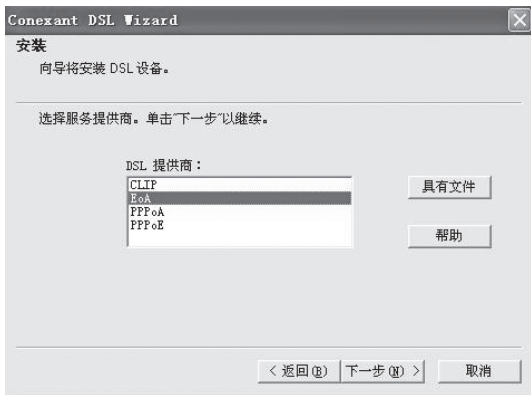 Conexant DSL Wizard
安装
向导将安装 DSL 设备。
选择服务提供商。单击“下一步”以继续。
DSL 提供商：
CLIP
EoA
PPPoA
PPPoE
具有文件
帮助
< 返回(B)
下一步(N) >
取消